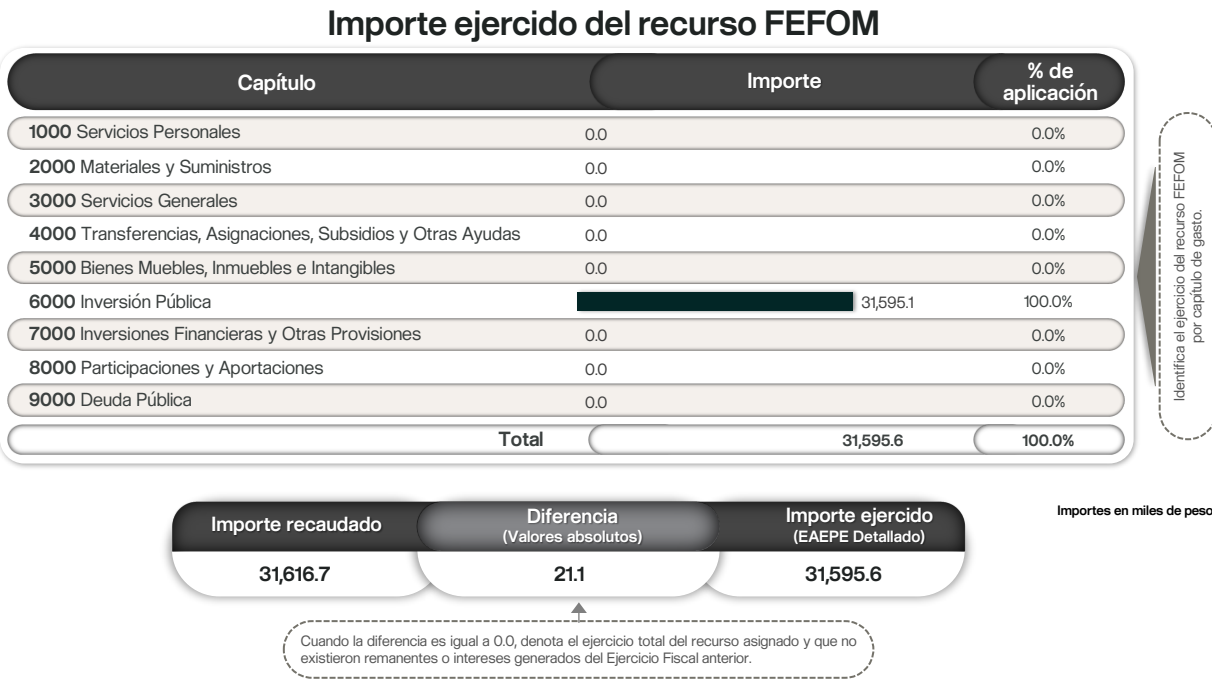 Importe ejercido del recurso FEFOM
Capítulo Importe % de aplicación
1000 Servicios Personales 0.0 0.0%
2000 Materiales y Suministros 0.0 0.0%
3000 Servicios Generales 0.0 0.0%
4000 Transferencias, Asignaciones, Subsidios y Otras Ayudas 0.0 0.0%
5000 Bienes Muebles, Inmuebles e Intangibles 0.0 0.0%
6000 Inversión Pública 31,595.1 100.0%
7000 Inversiones Financieras y Otras Provisiones 0.0 0.0%
8000 Participaciones y Aportaciones 0.0 0.0%
9000 Deuda Pública 0.0 0.0%
Total 31,595.6 100.0%
Identifica el ejercicio del recurso FEFOM
por capítulo de gasto.
Importes en miles de peso
Importe recaudado
Diferencia
(Valores absolutos)
Importe ejercido
(EAEPE Detallado)
31,616.7 21.1 31,595.6
Cuando la diferencia es igual a 0.0, denota el ejercicio total del recurso asignado y que no
existieron remanentes o intereses generados del Ejercicio Fiscal anterior.